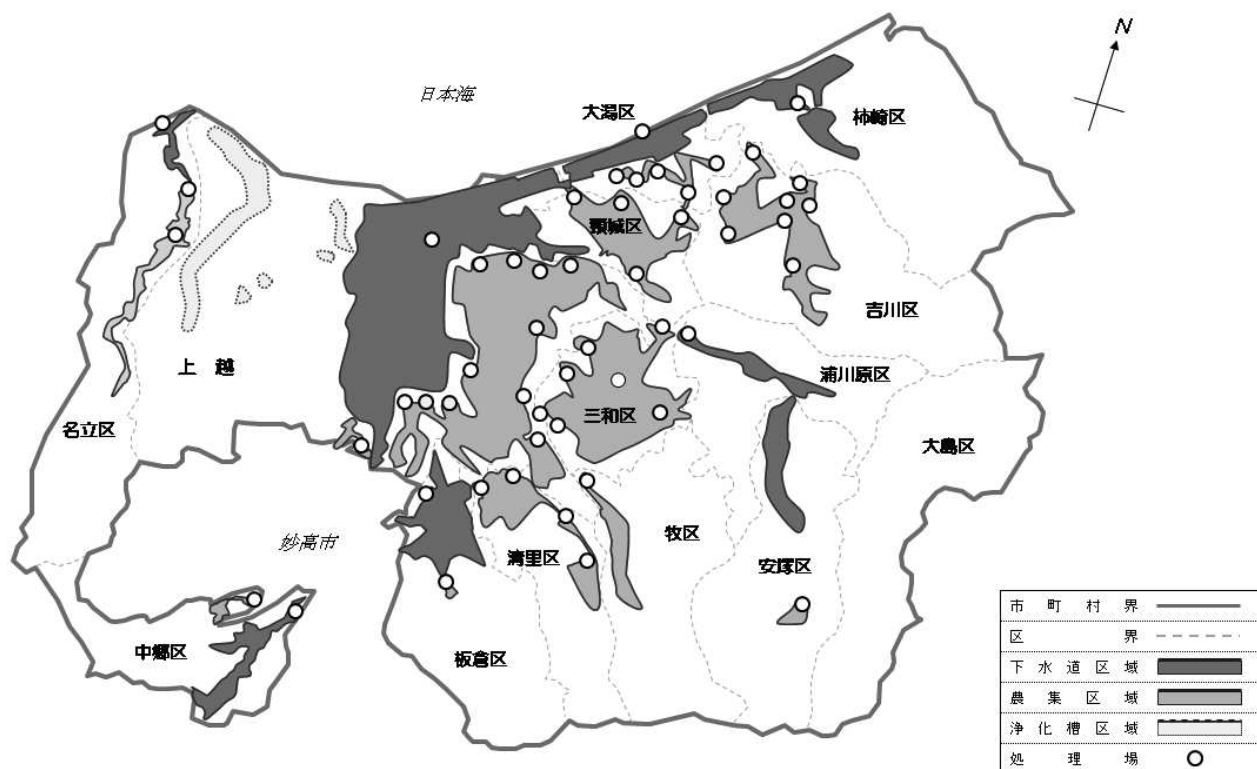 N
日本海
大潟区
柿崎区
頸城区
吉川区
上 越
浦川原区
三和区
名立区
大島区
牧区
妙高市
清里区
安塚区
中郷区
板倉区
市町村界
区界
下水道区域
農集区域
浄化槽区域
処理場